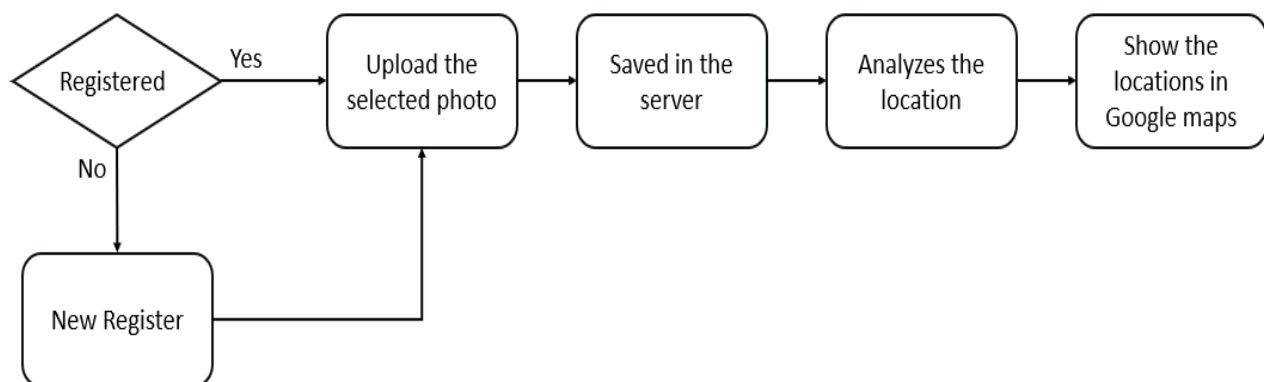 Registered
Yes
No
New Register
Upload the
selected photo
Saved in the
server
Analyzes the
location
Show the
locations in
Google maps